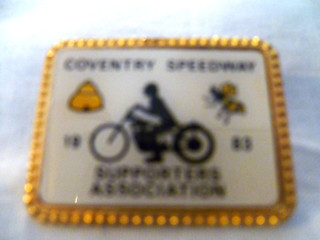 COVENTRY SPEEDWAY
19 83
SUPPORTERS
ASSOCIATION